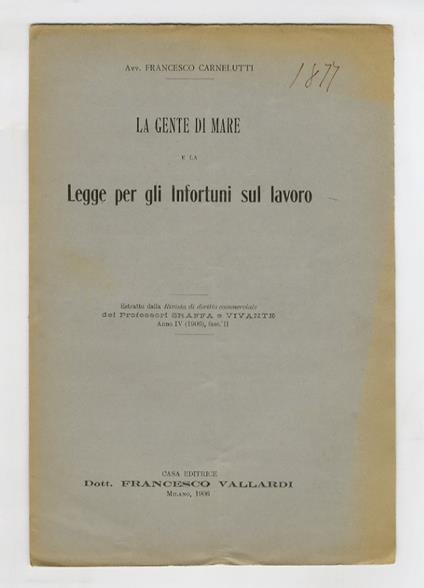 Avv. FRANCESCO CARNELUTTI
1877
LA GENTE DI MARE
E LA
Legge per gli Infortuni sul lavoro
Estratto dalla Rivista di diritto commerciale
dei Professori SRAFFA e VIVANTE
Anno IV (1906), fasc. II
CASA EDITRICE
Dott. FRANCESCO VALLARDI
MILANO, 1906